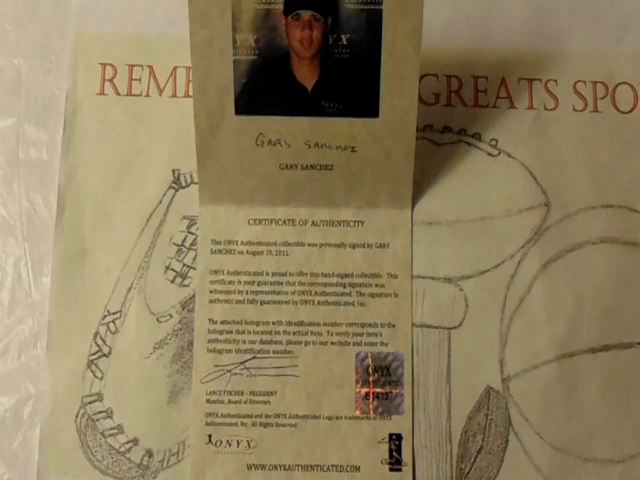 REME GREATS SPO
Gary Sanchez
GARY SANCHEZ
CERTIFICATE OF AUTHENTICITY
This ONYX Authenticated collectible was personally signed by GARY
SANCHEZ on August 29, 2011.
ONYX Authenticated is proud to offer this hand-signed collectible. This
certificate is your guarantee that the corresponding signature was
witnessed by a representative of ONYX Authenticated. The signature is
authentic and fully guaranteed by ONYX Authenticated, Inc.
The attached hologram with identification number corresponds to the
hologram that is located on the actual item. To verify your item's
authenticity in our database, please go to our website and enter the
hologram identification number.
LANCE FISCHER - PRESIDENT
Member, Board of Directors
ONYX
ONYX Authenticated and the ONYX Authenticated Logo are trademarks of ONYX
Authenticated, Inc. All Rights Reserved.
ONYX
WWW.ONYXAUTHENTICATED.COM